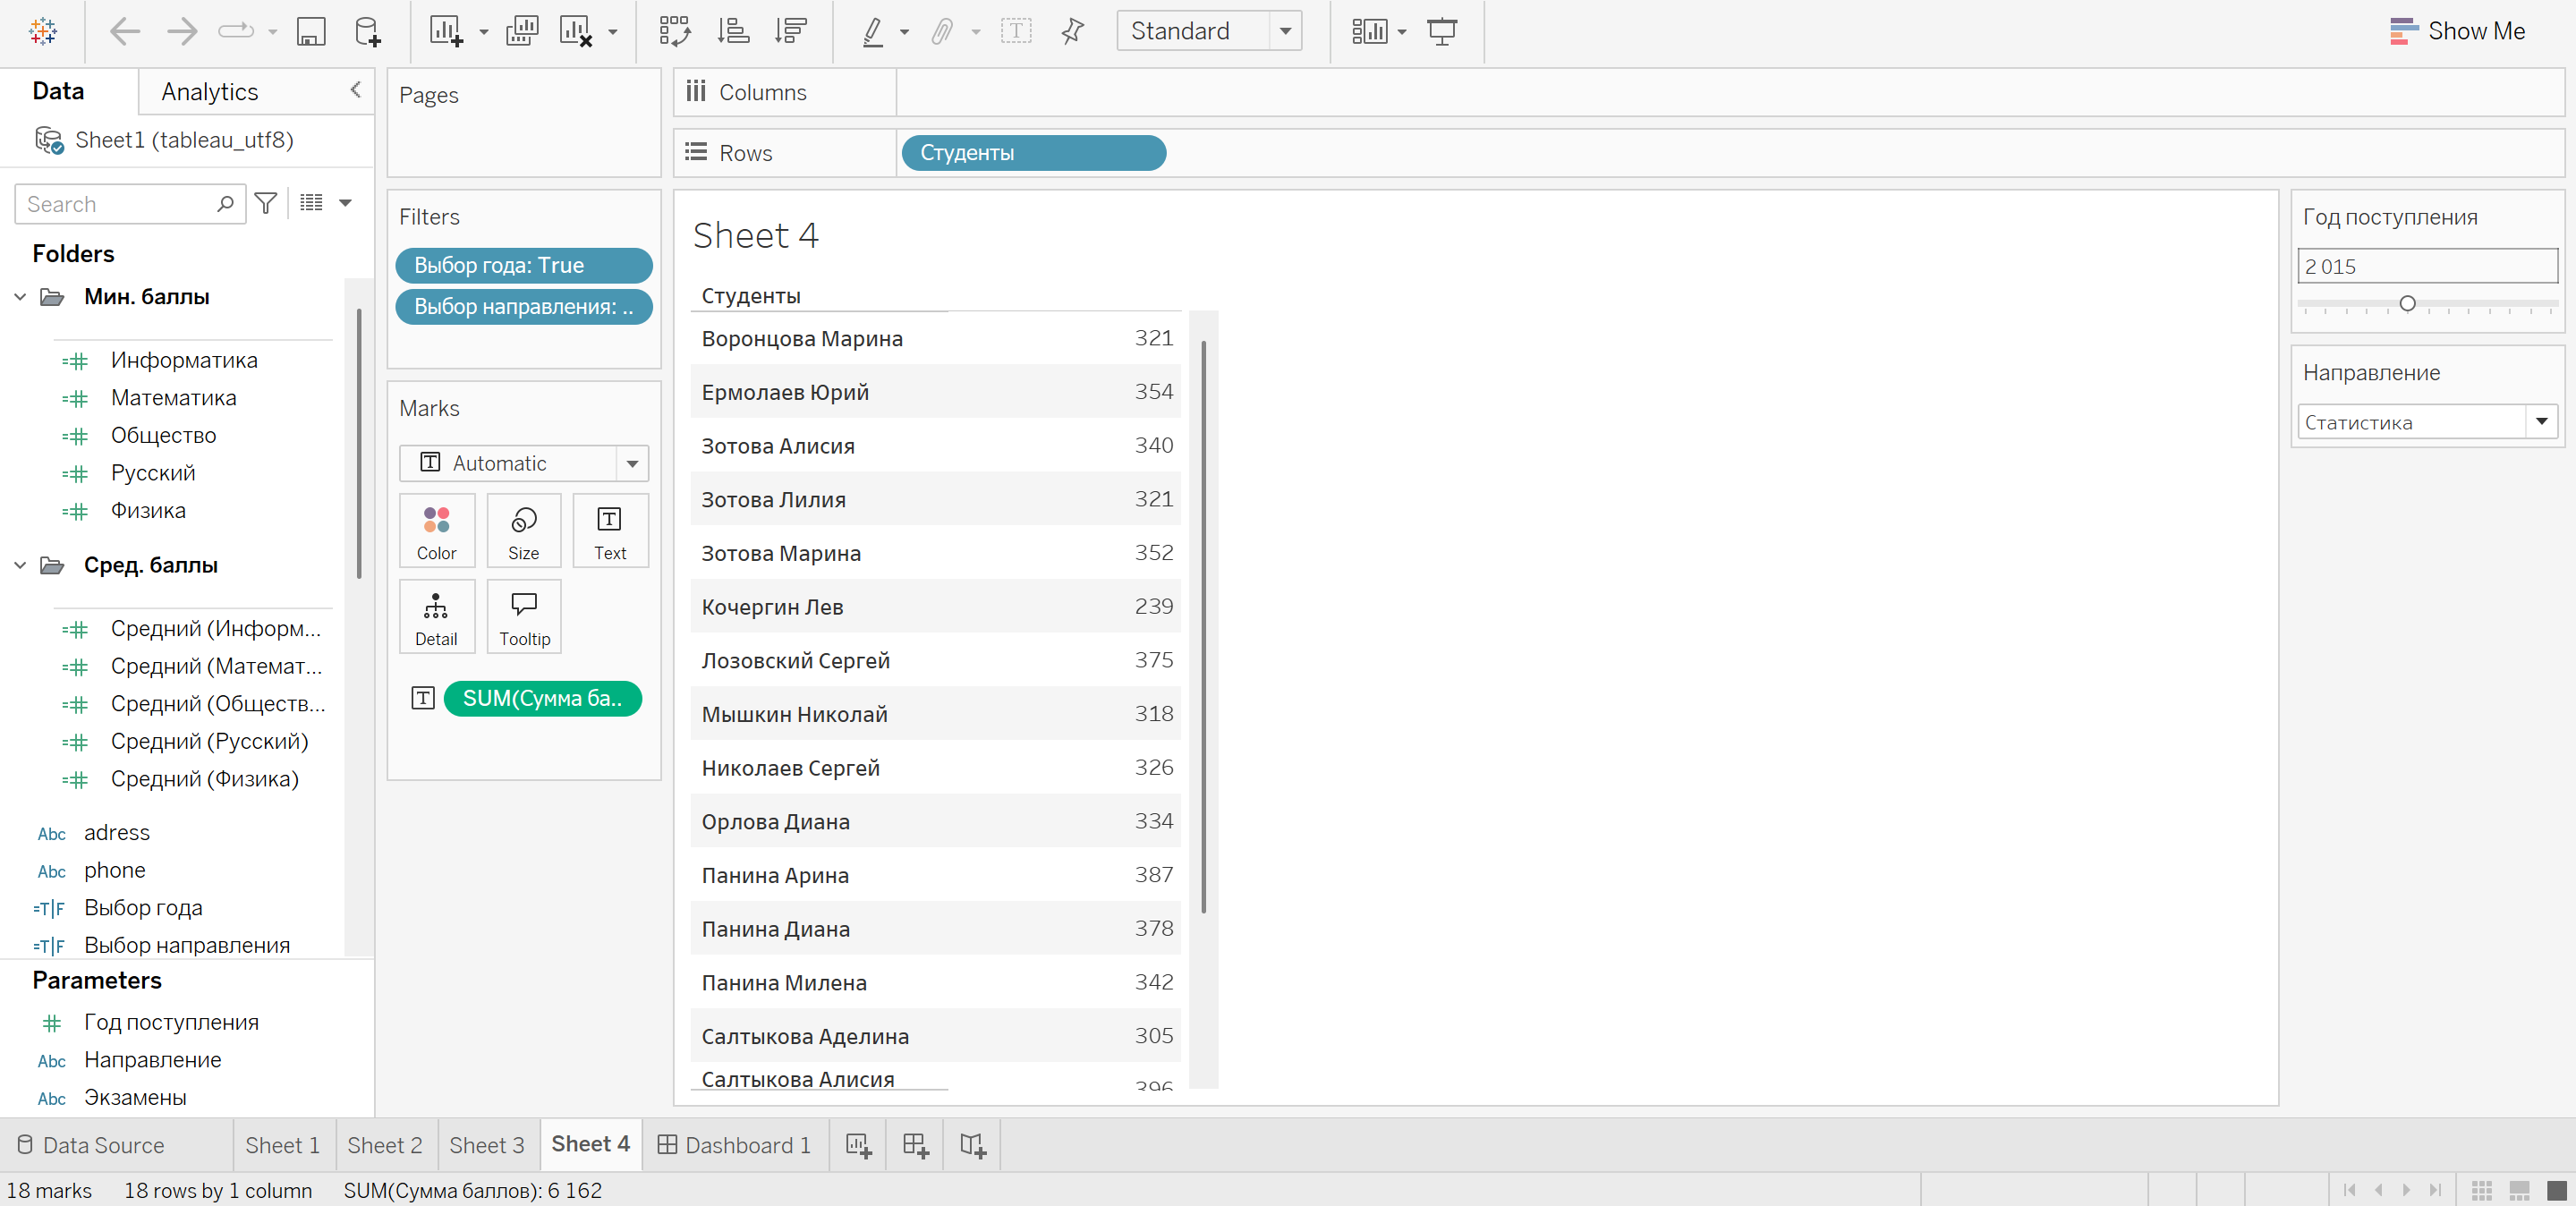 Standard
Show Me
Data
Analytics
Sheet1 (tableau_utf8)
Search
Folders
Мин. баллы
Информатика
Математика
Общество
Русский
Физика
Сред. баллы
Средний (Информ...
Средний (Математ...
Средний (Обществ...
Средний (Русский)
Средний (Физика)
Abc adress
Abc phone
=T|F Выбор года
=T|F Выбор направления
Parameters
Год поступления
Abc Направление
Abc Экзамены
Pages
Filters
Выбор года: True
Выбор направления: ..
Marks
Automatic
Color
Size
Text
Detail
Tooltip
SUM(Сумма ба..
Columns
Rows
Студенты
Sheet 4
Студенты
Воронцова Марина 321
Ермолаев Юрий 354
Зотова Алисия 340
Зотова Лилия 321
Зотова Марина 352
Кочергин Лев 239
Лозовский Сергей 375
Мышкин Николай 318
Николаев Сергей 326
Орлова Диана 334
Панина Арина 387
Панина Диана 378
Панина Милена 342
Салтыкова Аделина 305
Салтыкова Алисия 396
Год поступления
2 015
Направление
Статистика
Data Source
Sheet 1
Sheet 2
Sheet 3
Sheet 4
Dashboard 1
18 marks
18 rows by 1 column
SUM(Сумма баллов): 6 162